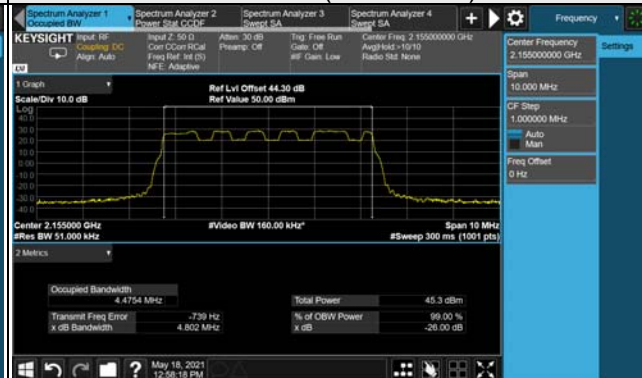 Spectrum Analyzer 1
Occupied BW
Spectrum Analyzer 2
Power Stat CCDF
Spectrum Analyzer 3
Swept SA
Spectrum Analyzer 4
Swept SA
+
Frequency
KEYSIGHT
Input: RF
Coupling: DC
Align: Auto
Input Z: 50 Ω
Corr CCorr RCal
Freq Ref: Int (S)
NFE: Adaptive
Atten: 30 dB
Preamp: Off
Trig: Free Run
Gate: Off
#IF Gain: Low
Center Freq: 2.155000000 GHz
Avg|Hold:>10/10
Radio Std: None
LXI
Center Frequency
2.155000000 GHz
Settings
Span
10.000 MHz
CF Step
1.000000 MHz
Auto
Man
Freq Offset
0 Hz
1 Graph
Scale/Div 10.0 dB
Ref Lvl Offset 44.30 dB
Ref Value 50.00 dBm
Log
40.0
30.0
20.0
10.0
0.00
-10.0
-20.0
-30.0
-40.0
Center 2.155000 GHz
#Res BW 51.000 kHz
#Video BW 160.00 kHz*
Span 10 MHz
#Sweep 300 ms (1001 pts)
2 Metrics
Occupied Bandwidth
4.4754 MHz
Total Power
45.3 dBm
Transmit Freq Error
-739 Hz
% of OBW Power
99.00 %
x dB Bandwidth
4.802 MHz
x dB
-26.00 dB
?
May 18, 2021
12:58:18 PM